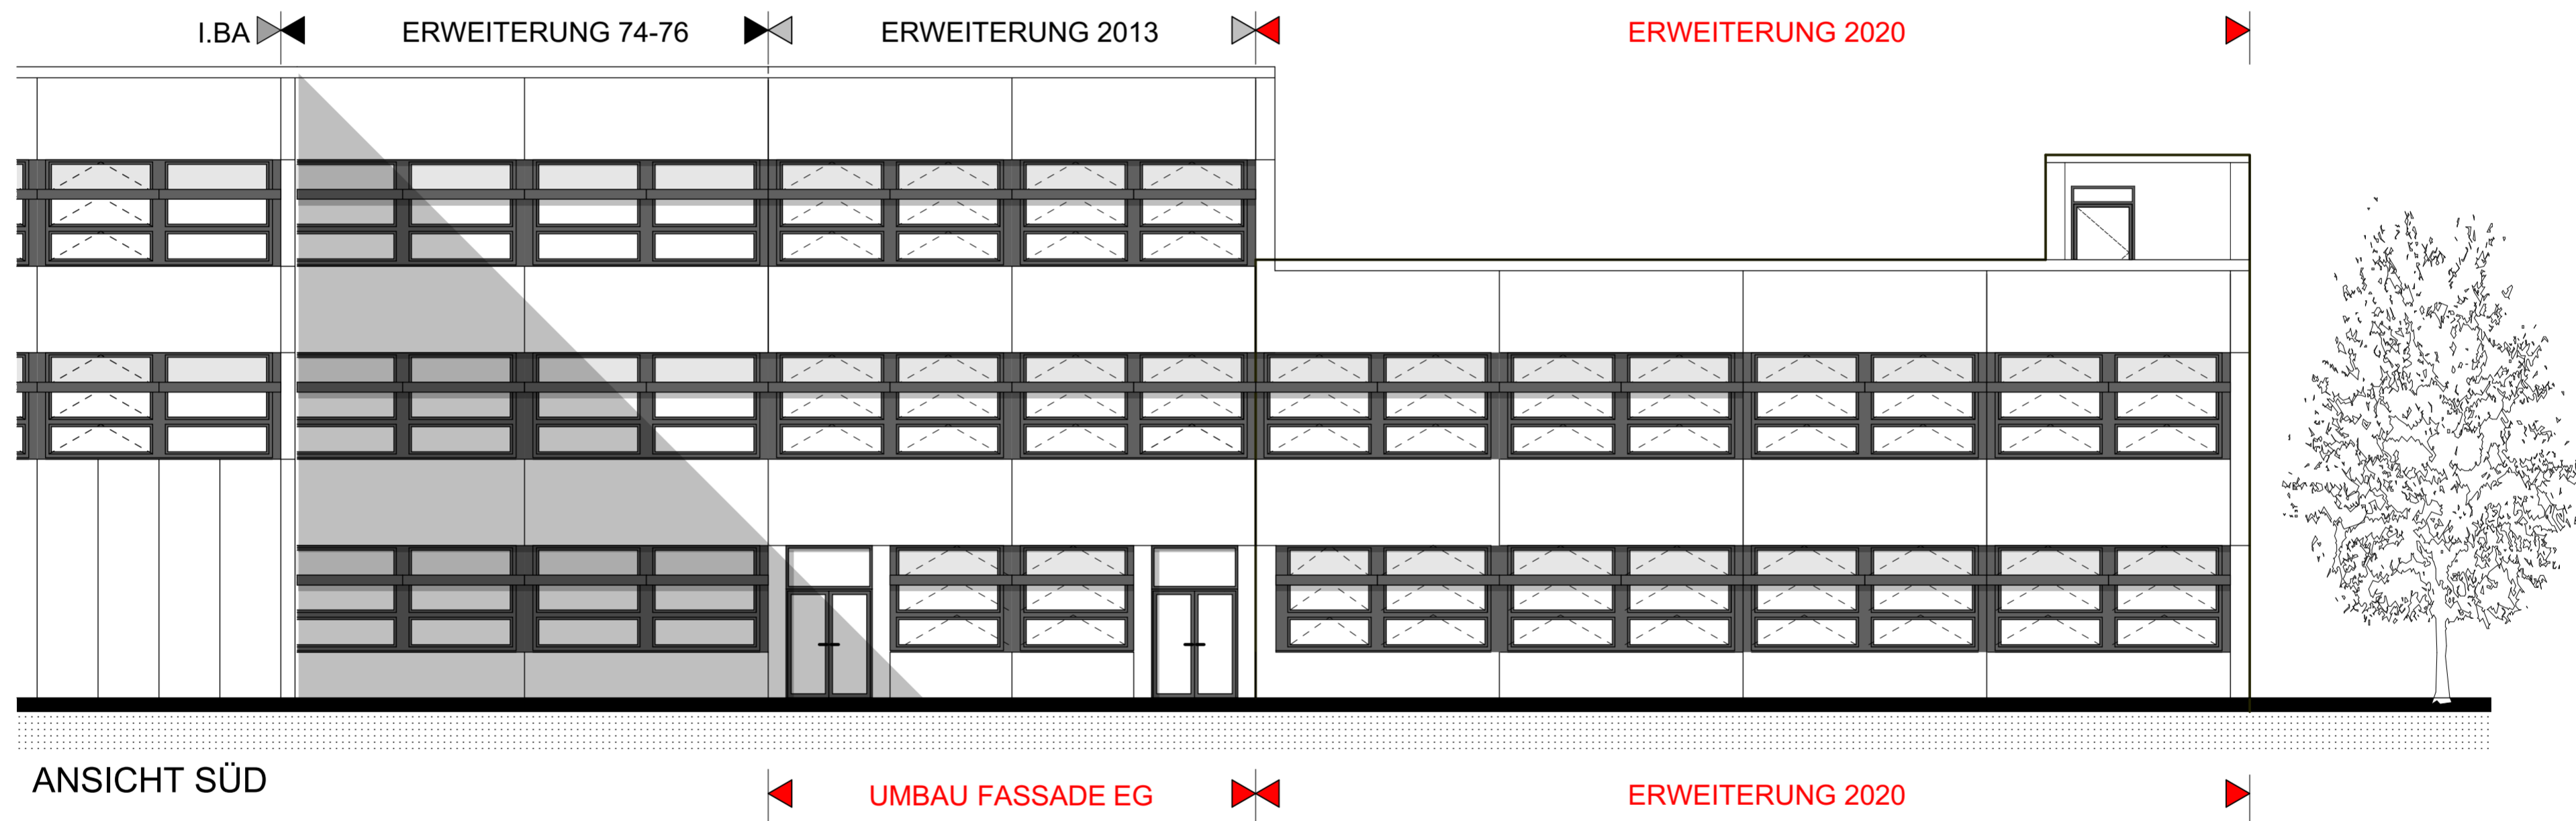 I.BA
ERWEITERUNG 74-76
ERWEITERUNG 2013
ERWEITERUNG 2020
ANSICHT SÜD
UMBAU FASSADE EG
ERWEITERUNG 2020